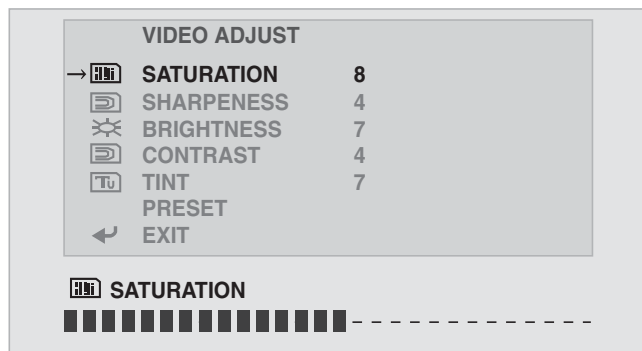 VIDEO ADJUST
SATURATION 8
SHARPENESS 4
BRIGHTNESS 7
CONTRAST 4
TINT 7
PRESET
EXIT
SATURATION